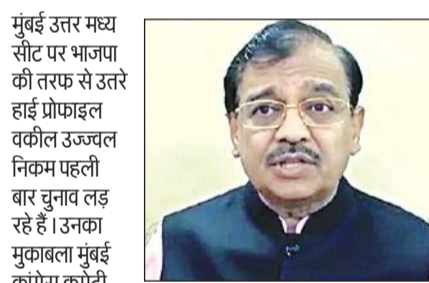 मुंबई उत्तर मध्य
सीट पर भाजपा
की तरफ से उतरे
हाई प्रोफाइल
वकील उज्ज्वल
निकम पहली
बार चुनाव लड़
रहे हैं। उनका
मुकाबला मुंबई
कांग्रेस कमेटी